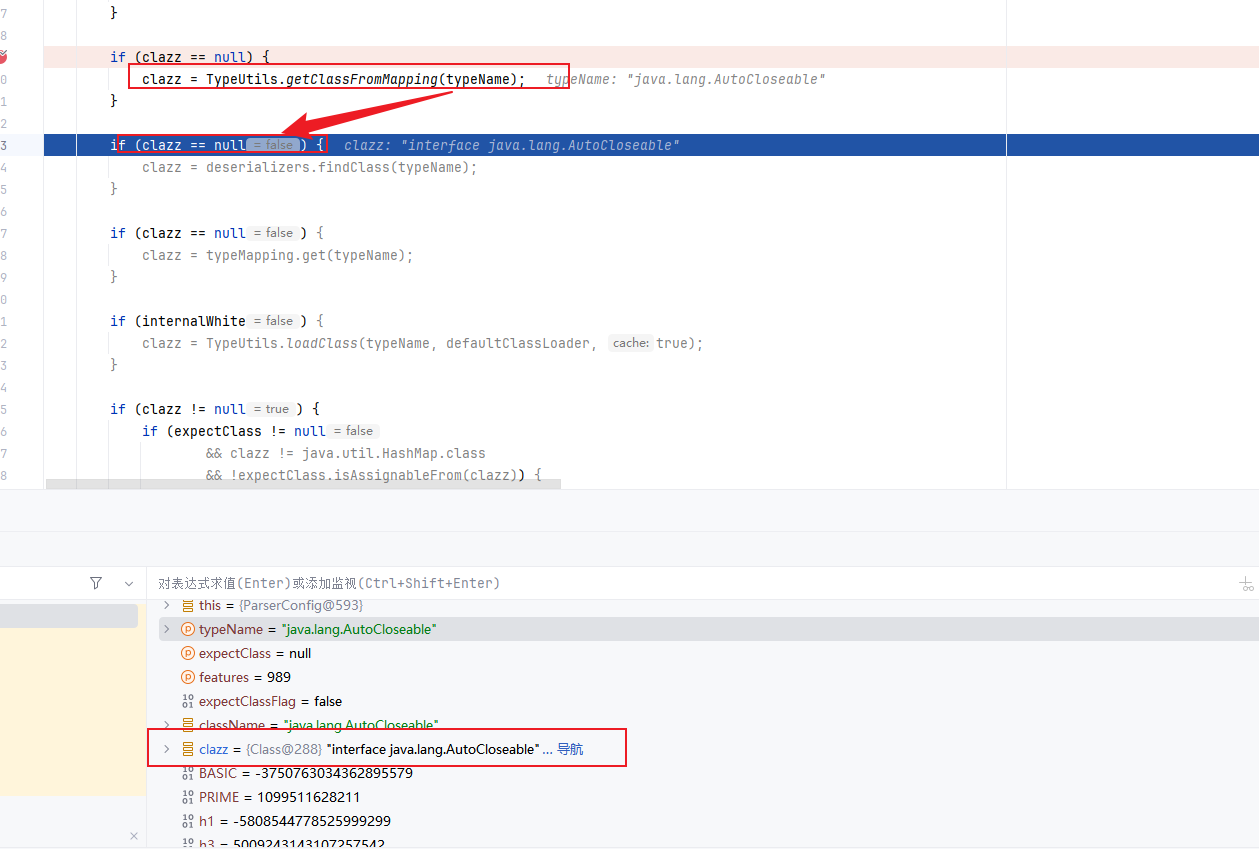 7 }
8
if (clazz == null) {
0 clazz = TypeUtils.getClassFromMapping(typeName); typeName: "java.lang.AutoCloseable"
1 }
2
3 if (clazz == null = false ) { clazz: "interface java.lang.AutoCloseable"
4 clazz = deserializers.findClass(typeName);
5 }
6
7 if (clazz == null = false ) {
8 clazz = typeMapping.get(typeName);
9 }
0
1 if (internalWhite = false ) {
2 clazz = TypeUtils.loadClass(typeName, defaultClassLoader, cache: true);
3 }
4
5 if (clazz != null = true ) {
6 if (expectClass != null = false
7 && clazz != java.util.HashMap.class
8 && !expectClass.isAssignableFrom(clazz)) {
对表达式求值(Enter)或添加监视(Ctrl+Shift+Enter)
this = {ParserConfig@593}
typeName = "java.lang.AutoCloseable"
expectClass = null
features = 989
expectClassFlag = false
className = "java.lang.AutoCloseable"
clazz = {Class@288} "interface java.lang.AutoCloseable" ... 导航
BASIC = -3750763034362895579
PRIME = 1099511628211
h1 = -5808544778525999299
h3 = 5009243143107257542